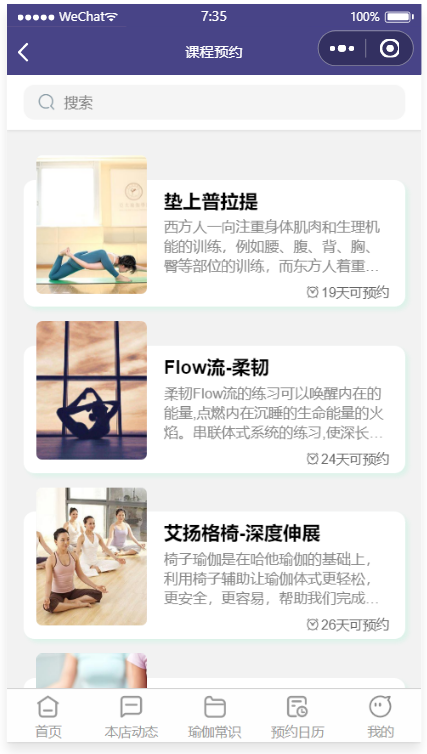 WeChat 7:35 100%
课程预约
搜索
垫上普拉提
西方人一向注重身体肌肉和生理机
能的训练，例如腰、腹、背、胸、
臀等部位的训练，而东方人着重...
19天可预约
Flow流-柔韧
柔韧Flow流的练习可以唤醒内在的
能量,点燃内在沉睡的生命能量的火
焰。串联体式系统的练习,使深长...
24天可预约
艾扬格椅-深度伸展
椅子瑜伽是在哈他瑜伽的基础上，
利用椅子辅助让瑜伽体式更轻松，
更安全，更容易，帮助我们完成...
26天可预约
首页 本店动态 瑜伽常识 预约日历 我的